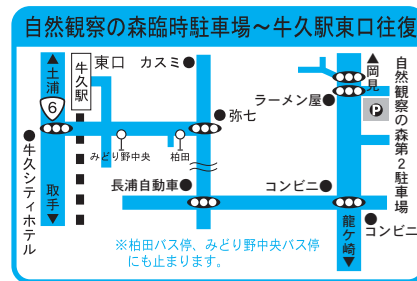 自然観察の森臨時駐車場～牛久駅東口往復
▲土浦
6
取手▼
牛久シティホテル
牛久駅
東口
カスミ
弥七
みどり野中央
柏田
長浦自動車
ラーメン屋
▲岡見
P
自然観察の森第2駐車場
コンビニ
龍ケ崎▼
コンビニ
※柏田バス停、みどり野中央バス停
にも止まります。